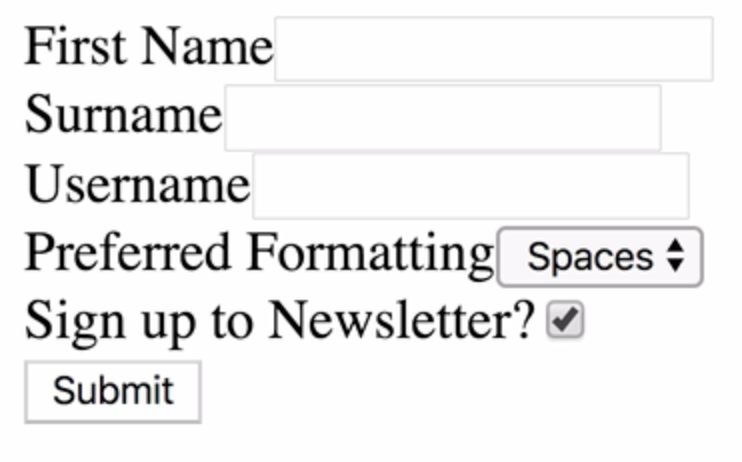 First Name
Surname
Username
Preferred Formatting Spaces
Sign up to Newsletter?
Submit